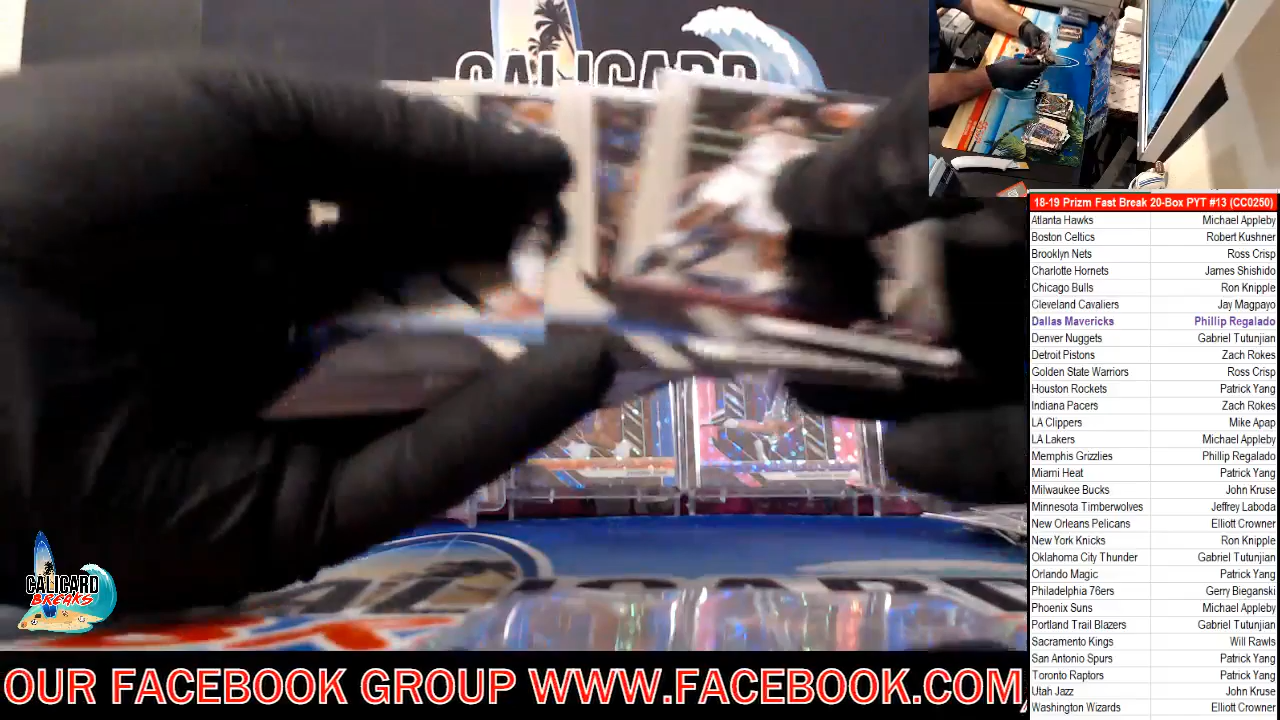 CALICARD
18-19 Prizm Fast Break 20-Box PYT #13 (CC0250)
Atlanta Hawks Michael Appleby
Boston Celtics Robert Kushner
Brooklyn Nets Ross Crisp
Charlotte Hornets James Shishido
Chicago Bulls Ron Knipple
Cleveland Cavaliers Jay Magpayo
Dallas Mavericks Phillip Regalado
Denver Nuggets Gabriel Tutunjian
Detroit Pistons Zach Rokes
Golden State Warriors Ross Crisp
Houston Rockets Patrick Yang
Indiana Pacers Zach Rokes
LA Clippers Mike Apap
LA Lakers Michael Appleby
Memphis Grizzlies Phillip Regalado
Miami Heat Patrick Yang
Milwaukee Bucks John Kruse
Minnesota Timberwolves Jeffrey Laboda
New Orleans Pelicans Elliott Crowner
New York Knicks Ron Knipple
Oklahoma City Thunder Gabriel Tutunjian
Orlando Magic Patrick Yang
Philadelphia 76ers Gerry Bieganski
Phoenix Suns Michael Appleby
Portland Trail Blazers Gabriel Tutunjian
Sacramento Kings Will Rawls
San Antonio Spurs Patrick Yang
Toronto Raptors Patrick Yang
Utah Jazz John Kruse
Washington Wizards Elliott Crowner
CALICARD
BREAKS
OUR FACEBOOK GROUP WWW.FACEBOOK.COM/